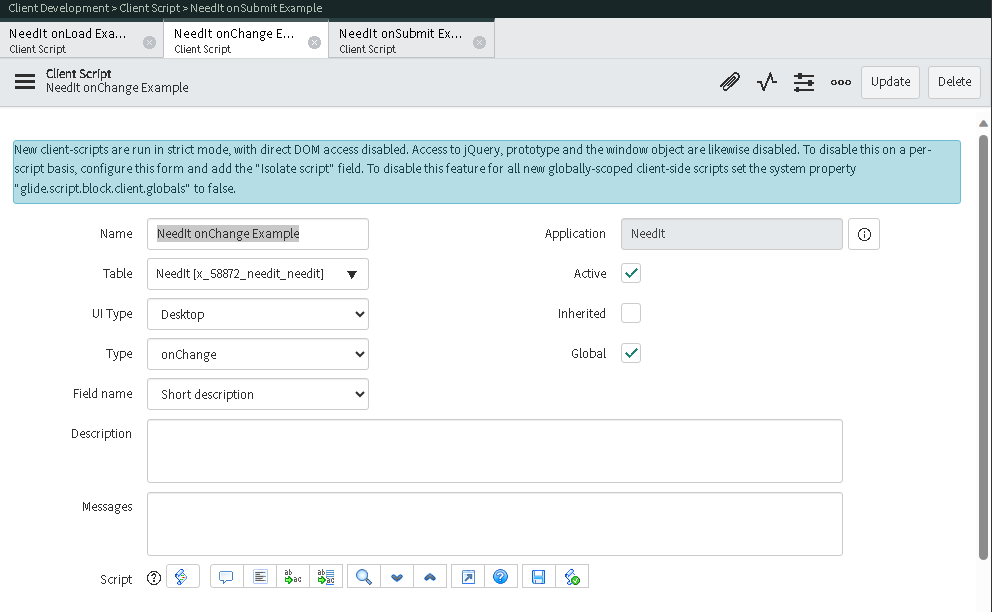 Client Development > Client Script > NeedIt onSubmit Example
NeedIt onLoad Exa...
Client Script
NeedIt onChange E...
Client Script
NeedIt onSubmit Ex...
Client Script
Client Script
NeedIt onChange Example
Update
Delete
New client-scripts are run in strict mode, with direct DOM access disabled. Access to jQuery, prototype and the window object are likewise disabled. To disable this on a per-
script basis, configure this form and add the "Isolate script" field. To disable this feature for all new globally-scoped client-side scripts set the system property
"glide.script.block.client.globals" to false.
Name NeedIt onChange Example Application NeedIt
Table NeedIt [x_58872_needit_needit] Active
UI Type Desktop Inherited
Type onChange Global
Field name Short description
Description
Messages
Script